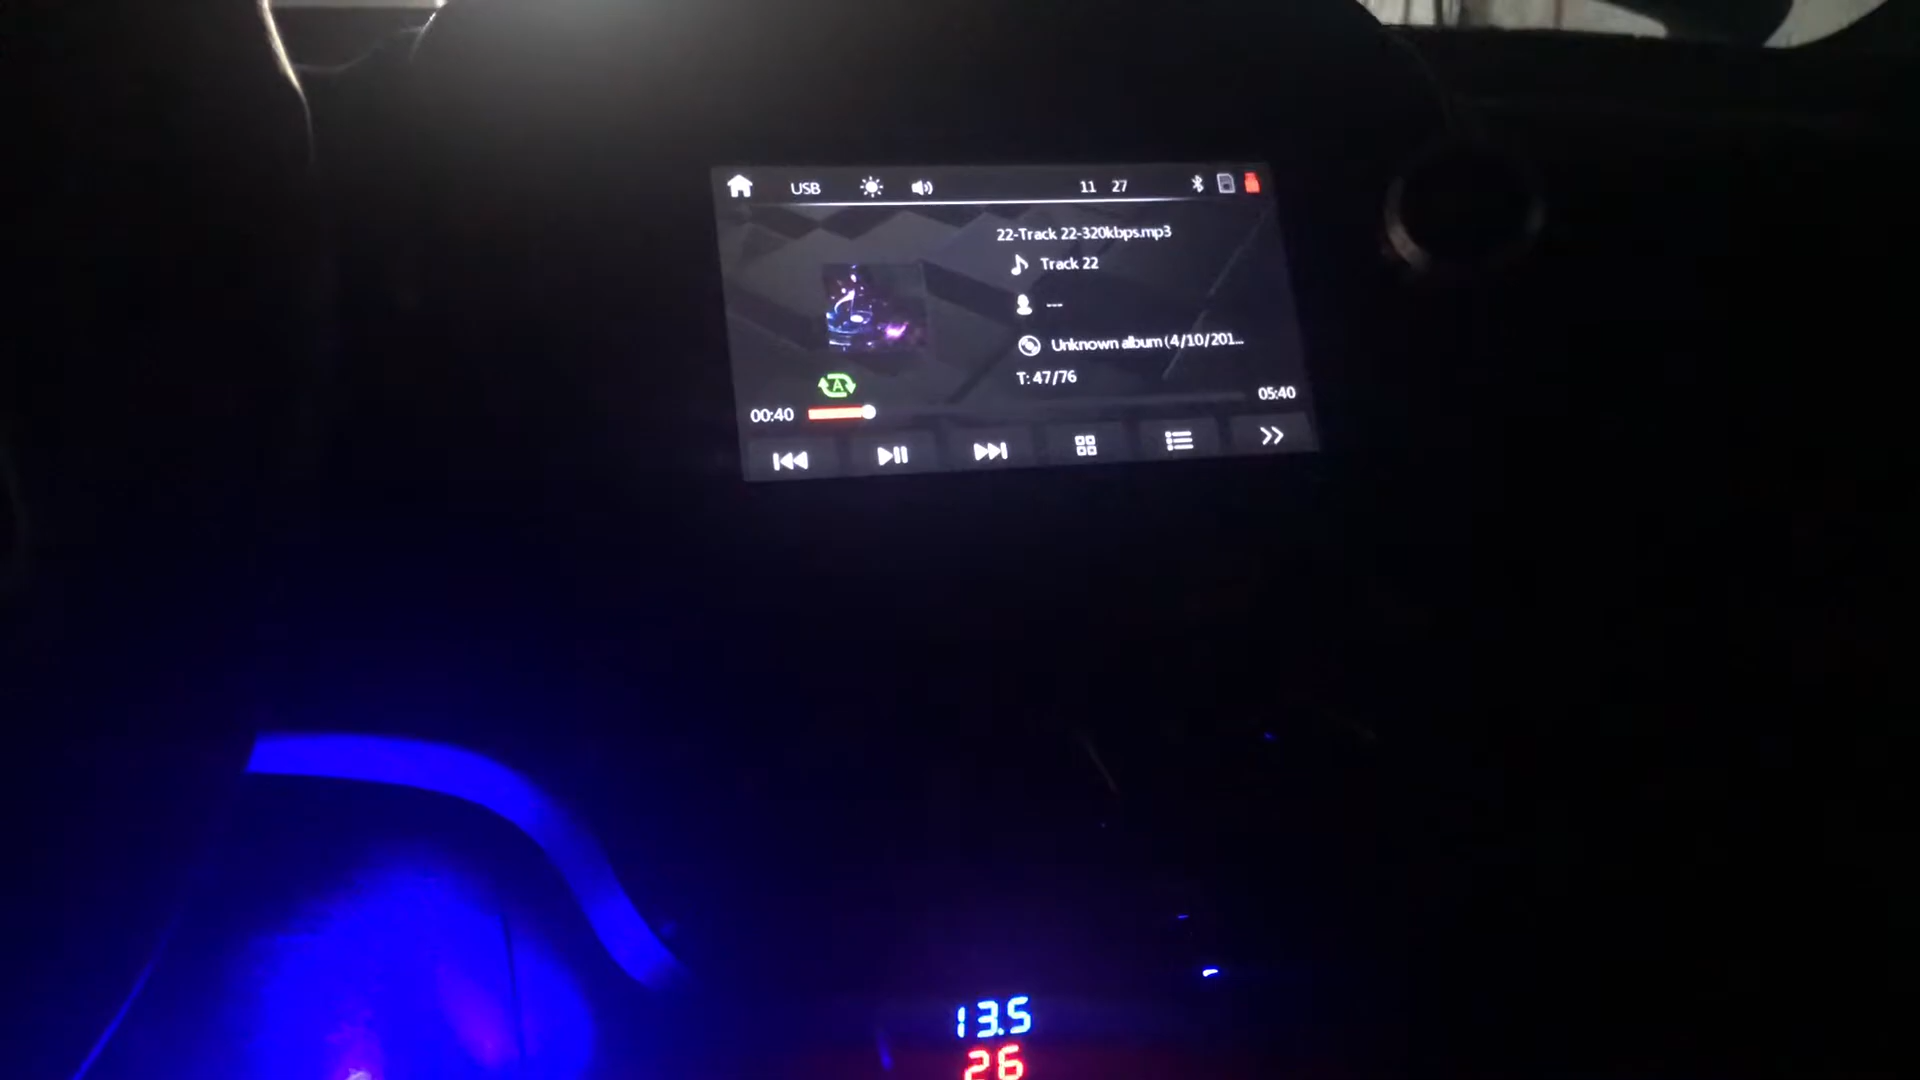 USB 11 27
22-Track 22-320kbps.mp3
Track 22
---
Unknown album (4/10/201...
T: 47/76
A
00:40 05:40
13.5
26